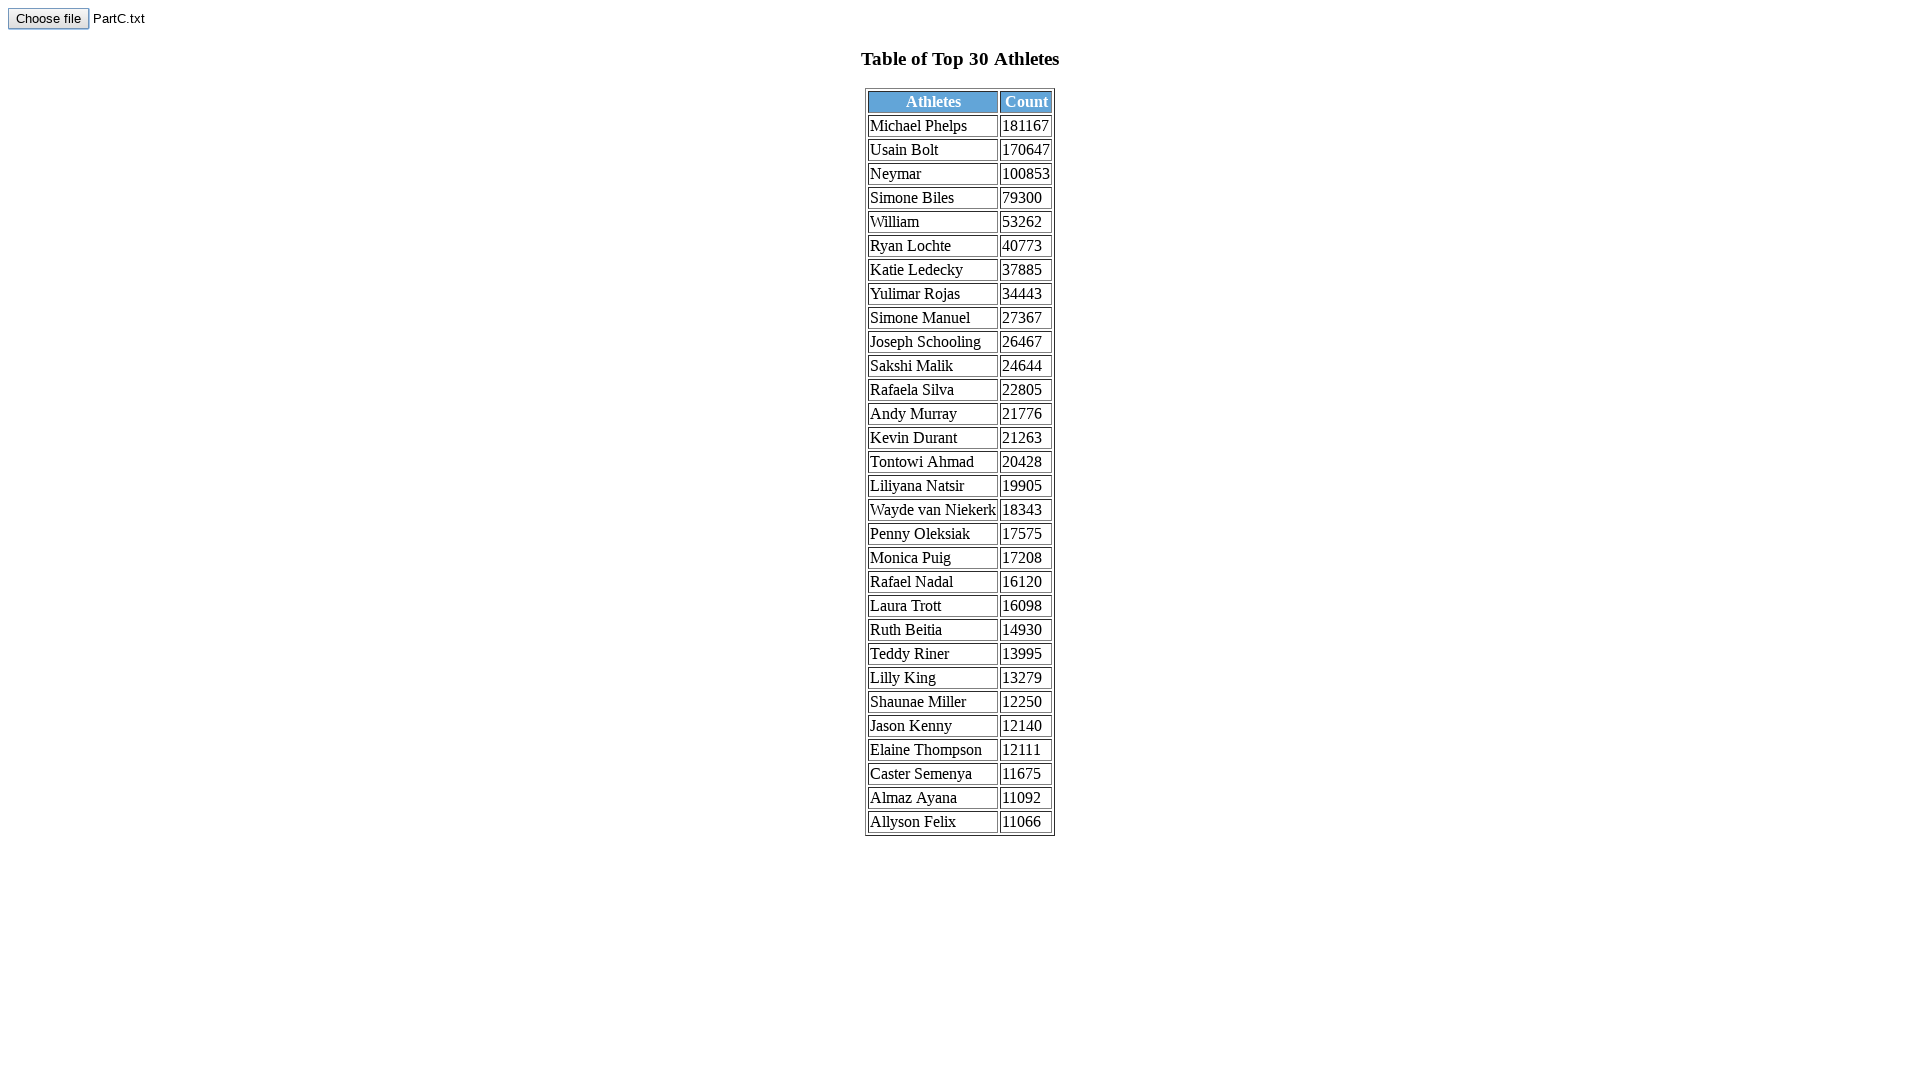 Choose file PartC.txt
Table of Top 30 Athletes
Athletes Count
Michael Phelps 181167
Usain Bolt 170647
Neymar 100853
Simone Biles 79300
William 53262
Ryan Lochte 40773
Katie Ledecky 37885
Yulimar Rojas 34443
Simone Manuel 27367
Joseph Schooling 26467
Sakshi Malik 24644
Rafaela Silva 22805
Andy Murray 21776
Kevin Durant 21263
Tontowi Ahmad 20428
Liliyana Natsir 19905
Wayde van Niekerk 18343
Penny Oleksiak 17575
Monica Puig 17208
Rafael Nadal 16120
Laura Trott 16098
Ruth Beitia 14930
Teddy Riner 13995
Lilly King 13279
Shaunae Miller 12250
Jason Kenny 12140
Elaine Thompson 12111
Caster Semenya 11675
Almaz Ayana 11092
Allyson Felix 11066